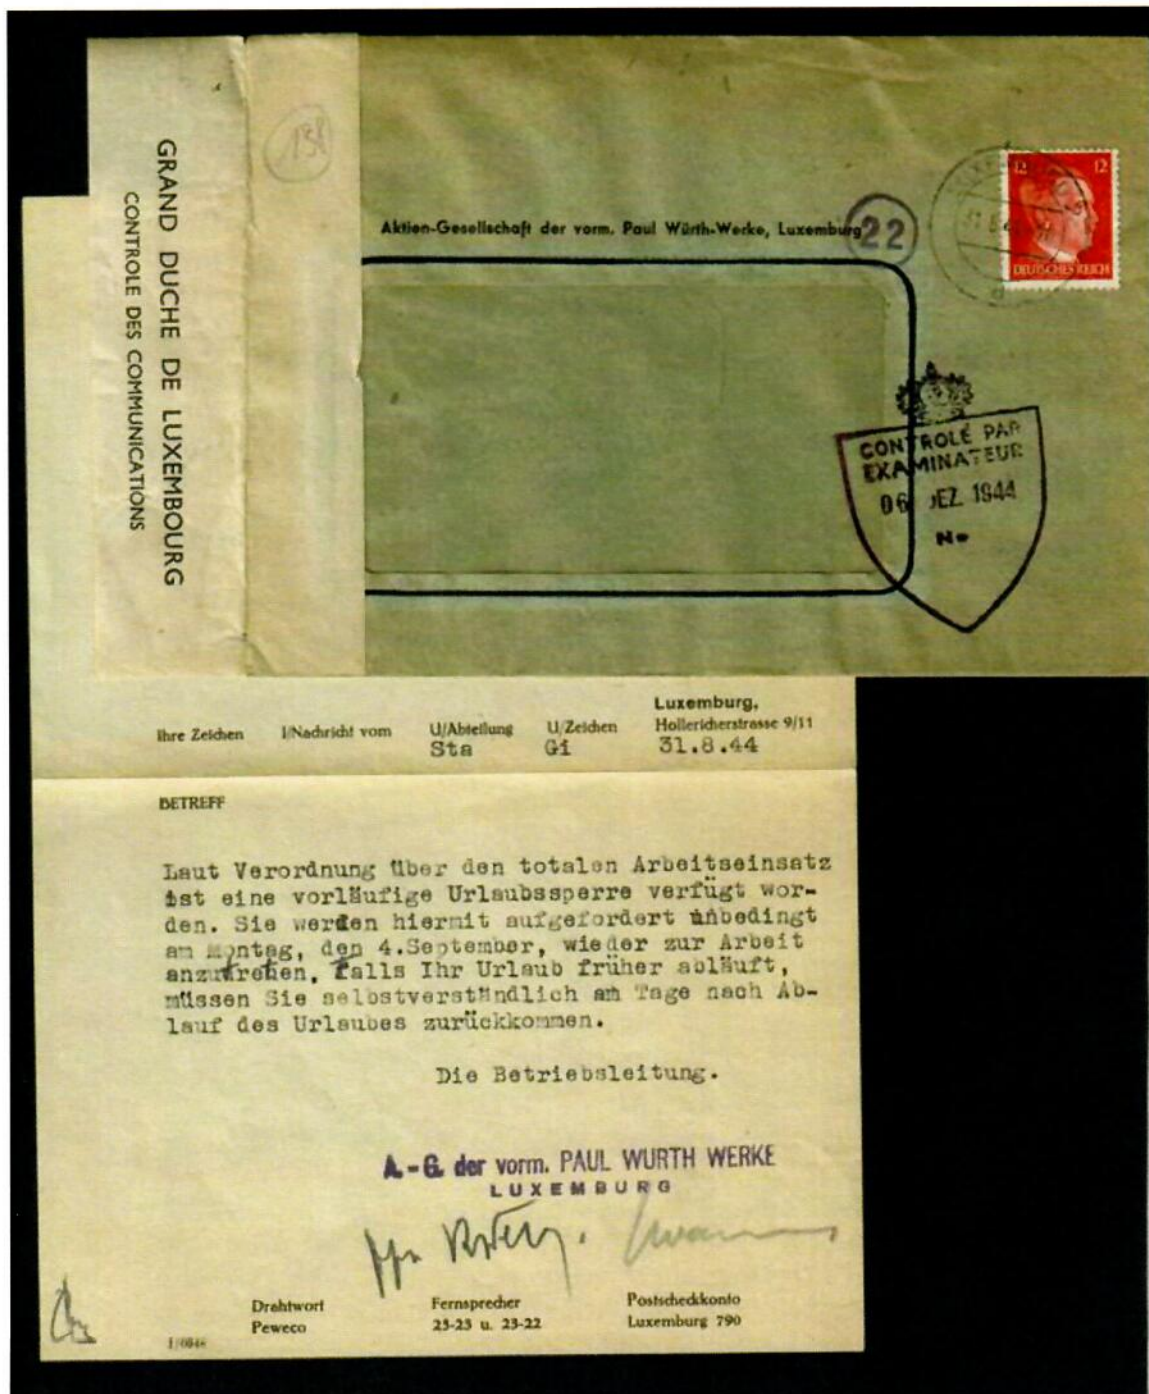 GRAND DUCHE DE LUXEMBOURG
CONTROLE DES COMMUNICATIONS
138
Aktien-Gesellschaft der vorm. Paul Würth-Werke, Luxemburg
22
12 12
DEUTSCHES REICH
CONTROLÉ PAR
EXAMINATEUR
06 DEZ. 1944
No
Luxemburg,
Ihre Zeichen I/Nachricht vom U/Abteilung U/Zeichen Hollericherstrasse 9/11
Sta Gi 31.8.44
BETREFF
Laut Verordnung über den totalen Arbeitseinsatz
ist eine vorläufige Urlaubssperre verfügt wor-
den. Sie werden hiermit aufgefordert unbedingt
am Montag, den 4.September, wieder zur Arbeit
anzutreten. Falls Ihr Urlaub früher abläuft,
müssen Sie selbstverständlich am Tage nach Ab-
lauf des Urlaubes zurückkommen.
Die Betriebsleitung.
A.-G. der vorm. PAUL WURTH WERKE
LUXEMBURG
ppa
Drahtwort Fernsprecher Postscheckkonto
Peweco 23-23 u. 23-22 Luxemburg 790